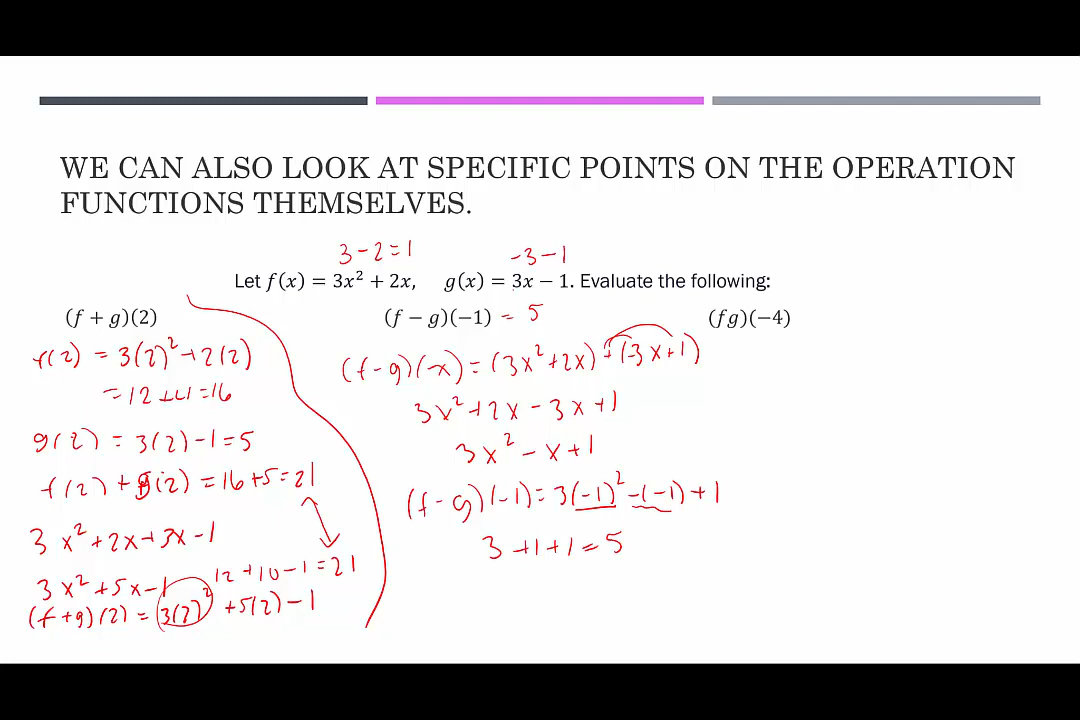 WE CAN ALSO LOOK AT SPECIFIC POINTS ON THE OPERATION
FUNCTIONS THEMSELVES.
3 - 2 = 1
-3 - 1
Let f(x) = 3x² + 2x, g(x) = 3x − 1. Evaluate the following:
(f + g)(2)
f(2) = 3(2)² + 2(2)
= 12 + 4 = 16
g(2) = 3(2) - 1 = 5
f(2) + g(2) = 16 + 5 = 21
3x² + 2x + 3x - 1
3x² + 5x - 1
12 + 10 - 1 = 21
(f + g)(2) = 3(2)² + 5(2) - 1
(f − g)(−1) = 5
(f - g)(-x) = (3x² + 2x) + (-3x + 1)
3x² + 2x - 3x + 1
3x² - x + 1
(f - g)(-1) = 3(-1)² - (-1) + 1
3 + 1 + 1 = 5
(fg)(−4)